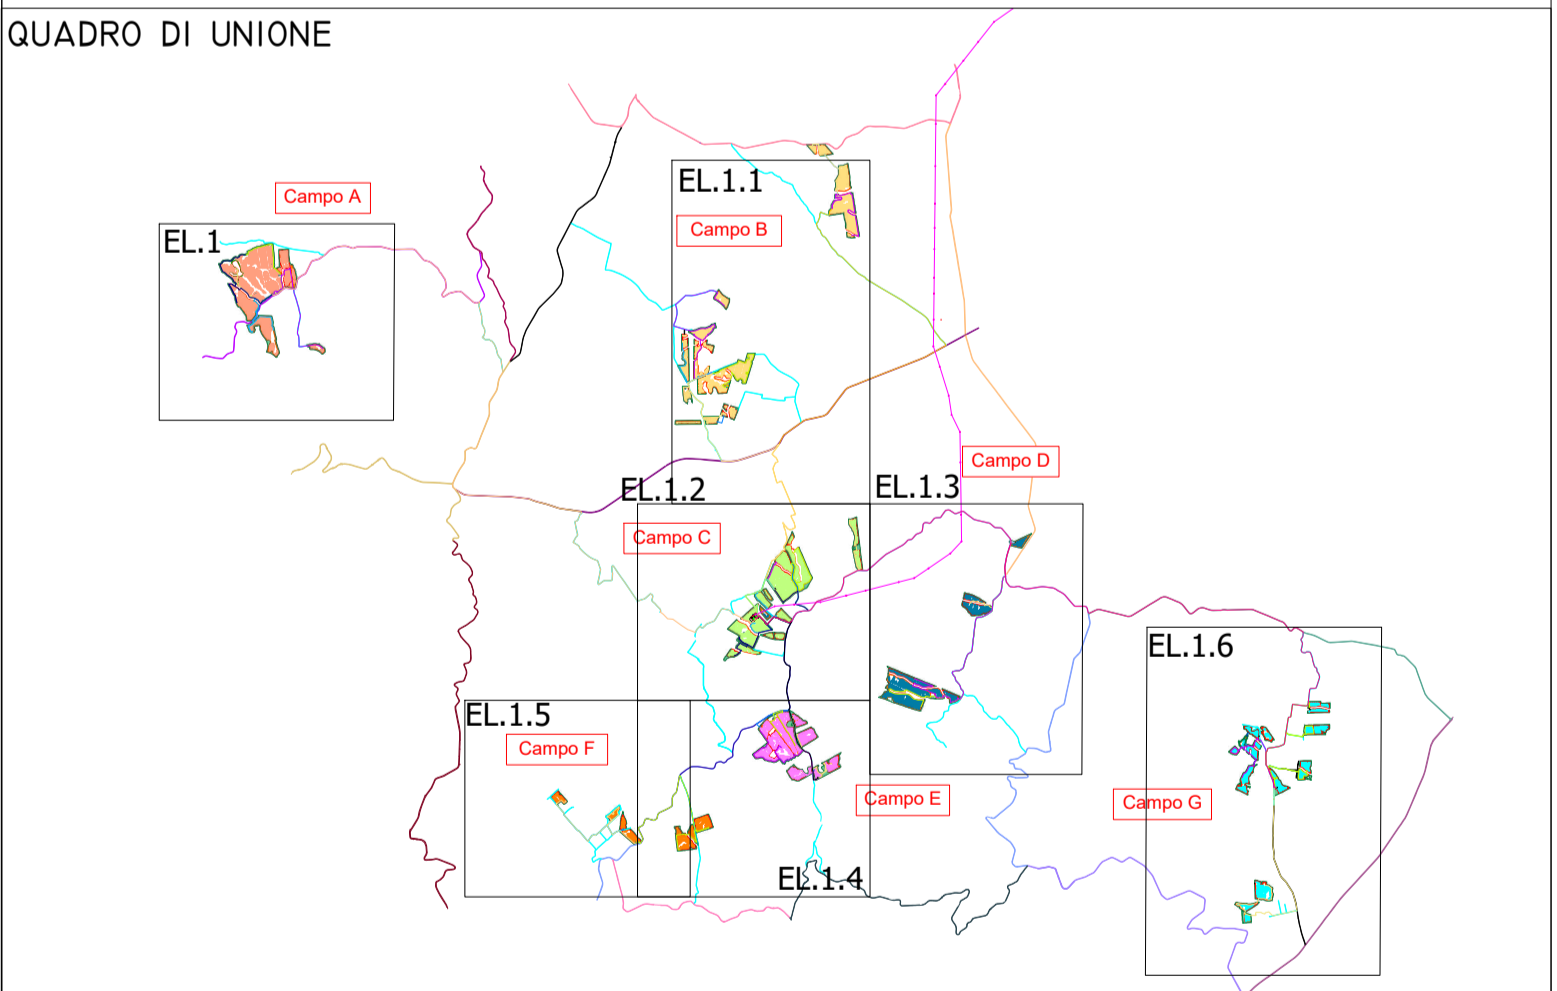 QUADRO DI UNIONE
EL.1.1
Campo A
Campo B
EL.1
Campo D
EL.1.2
EL.1.3
Campo C
EL.1.6
EL.1.5
Campo F
Campo E
Campo G
EL.1.4